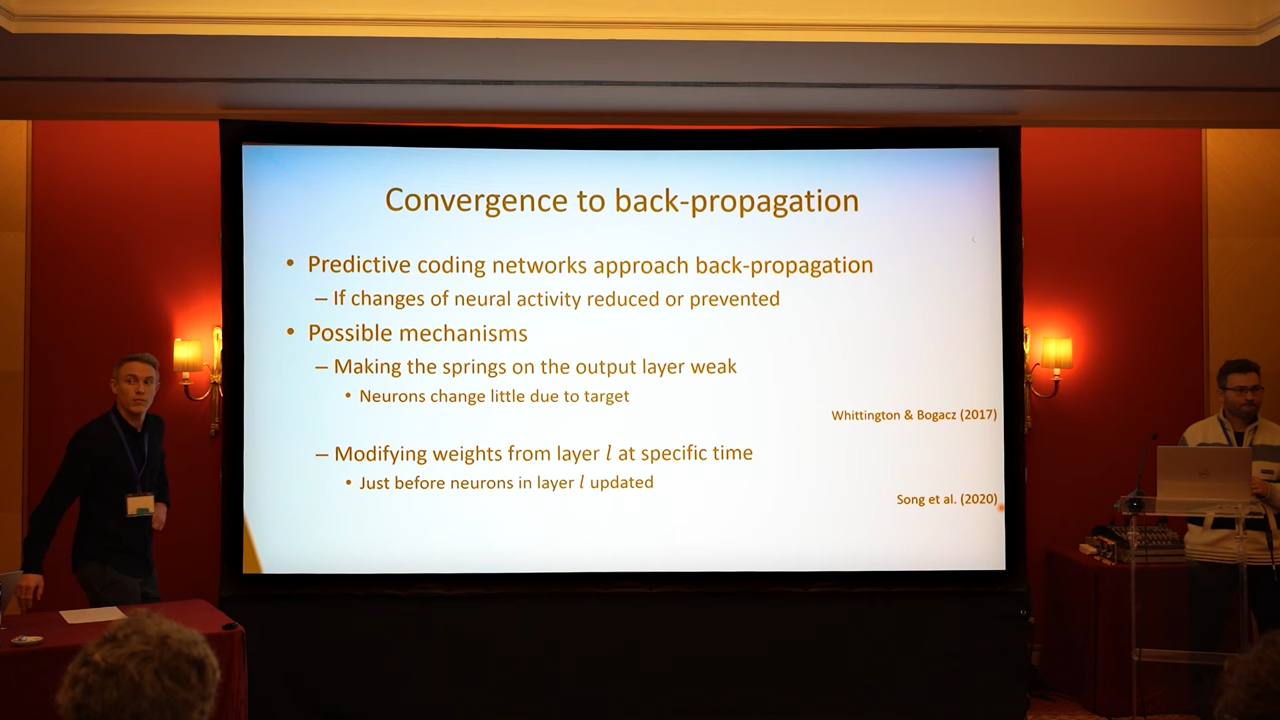 Convergence to back-propagation
• Predictive coding networks approach back-propagation
– If changes of neural activity reduced or prevented
• Possible mechanisms
– Making the springs on the output layer weak
• Neurons change little due to target
Whittington & Bogacz (2017)
– Modifying weights from layer l at specific time
• Just before neurons in layer l updated
Song et al. (2020)